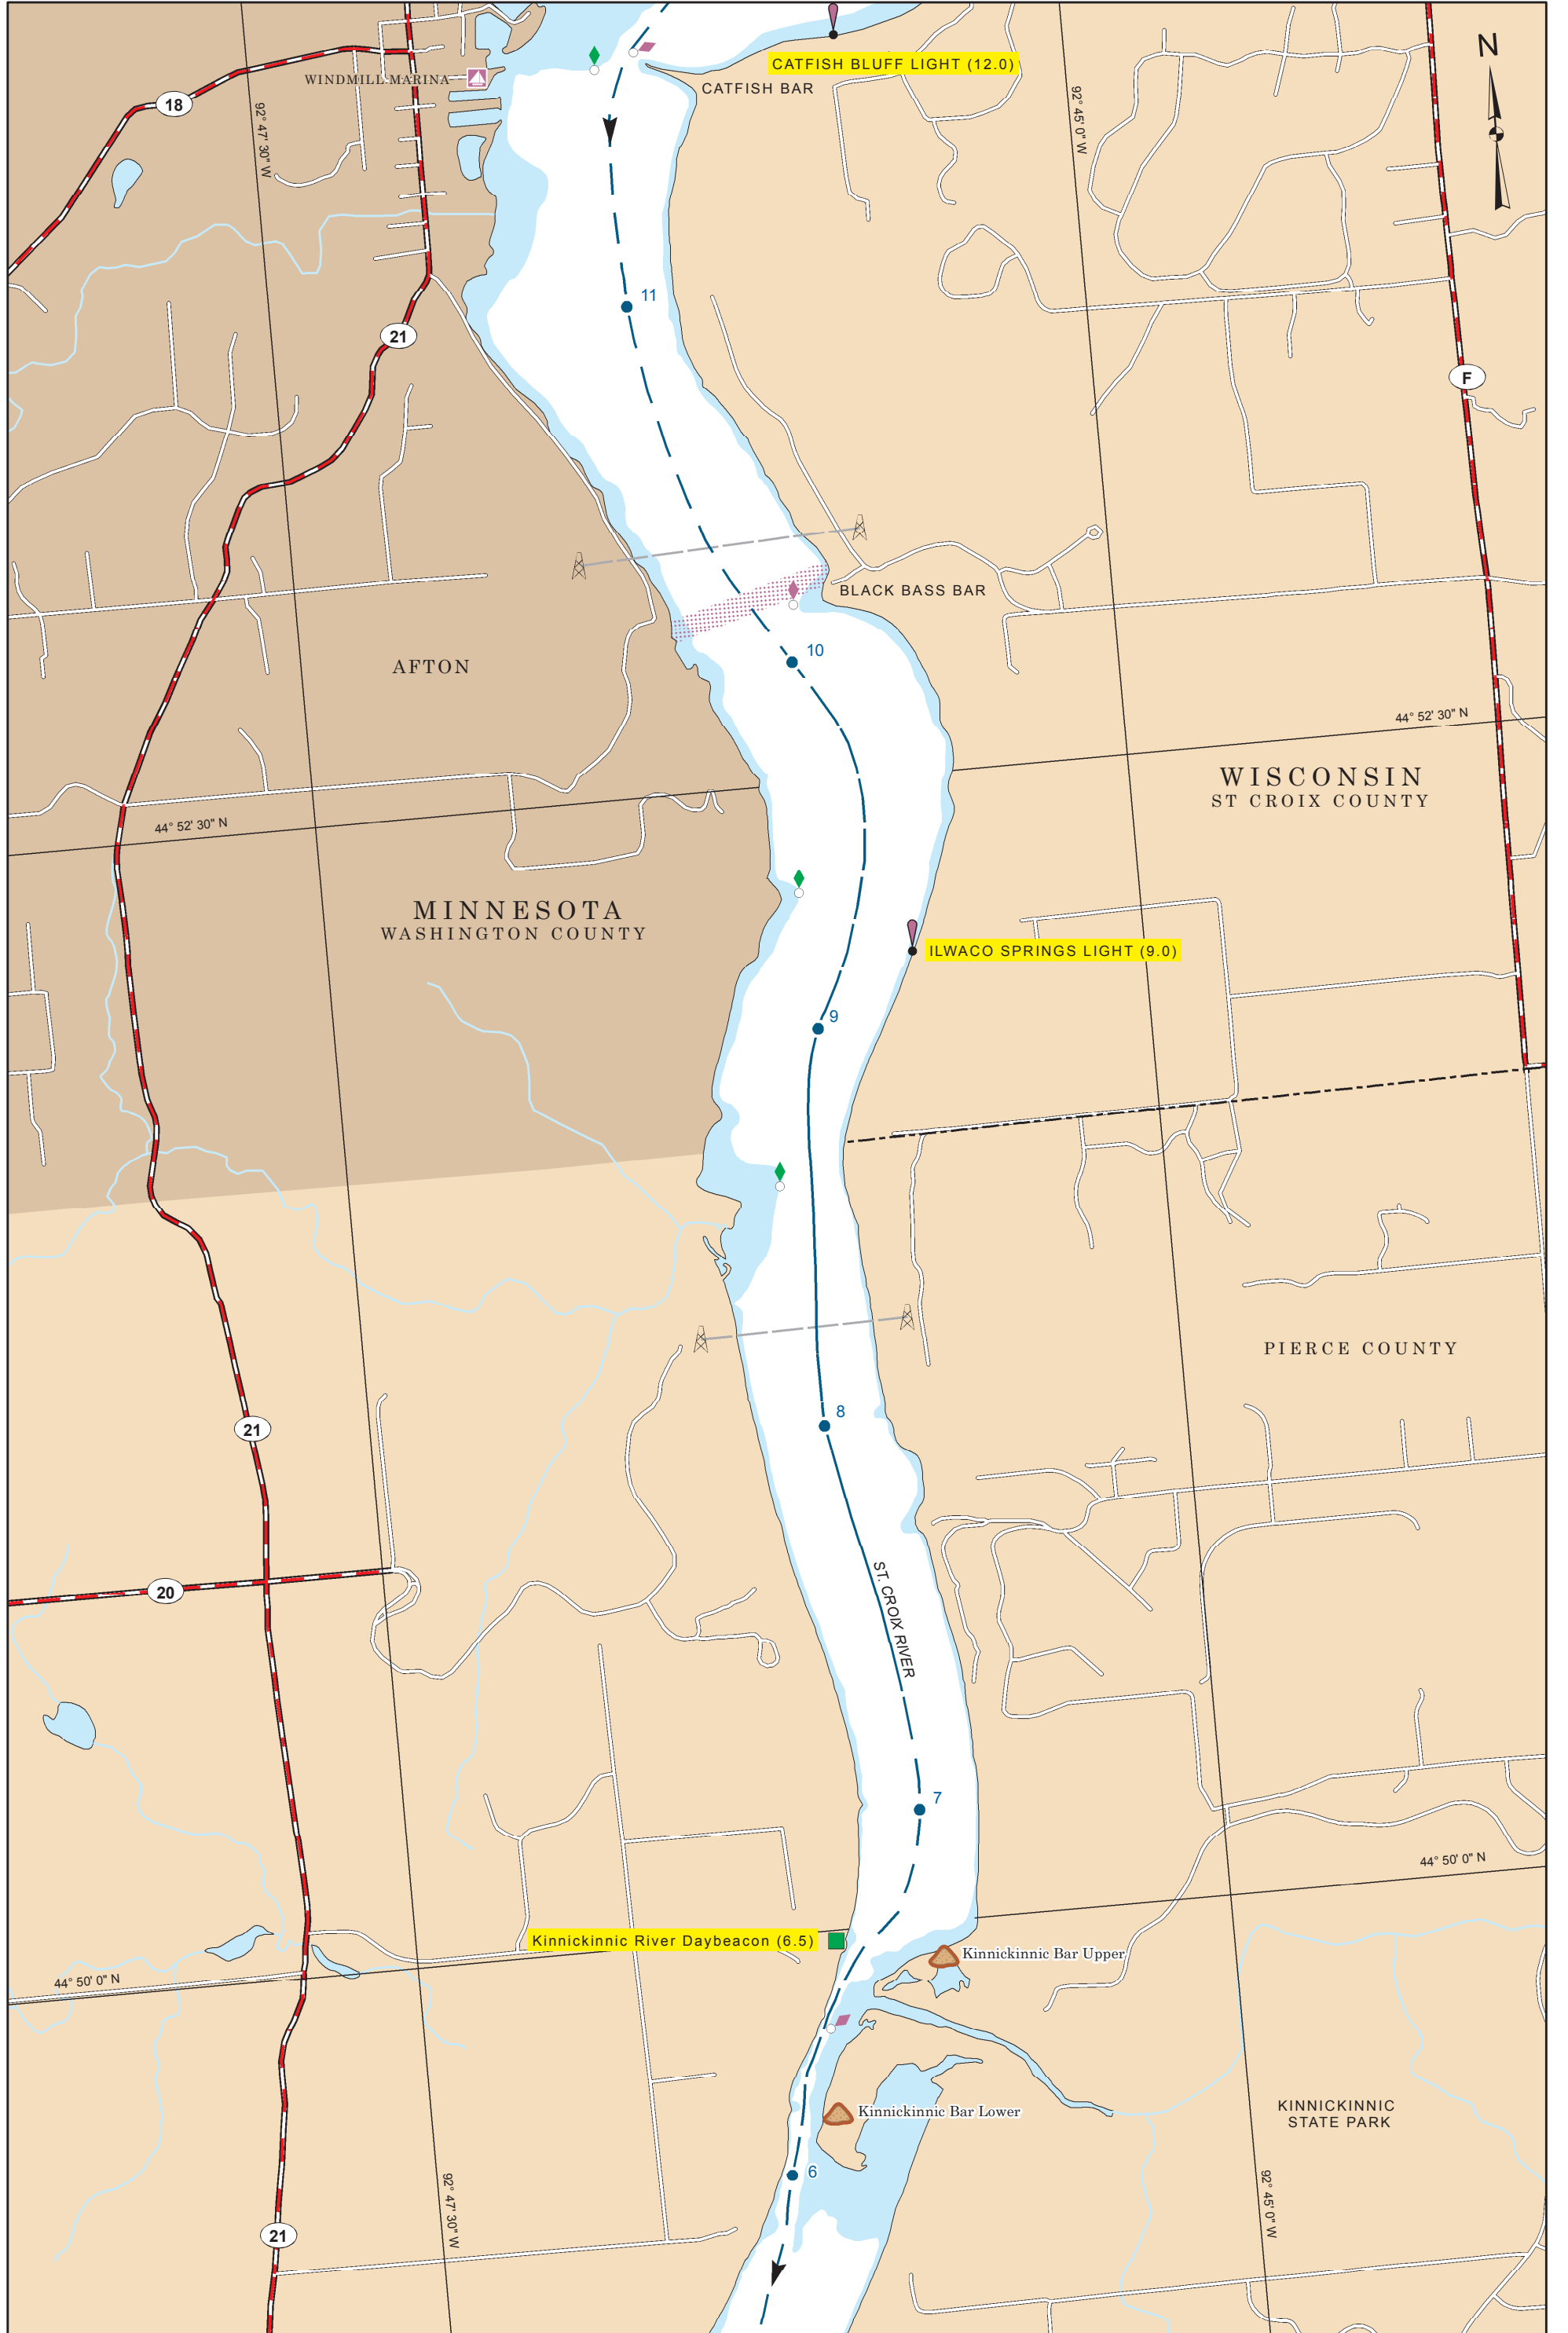 N
CATFISH BLUFF LIGHT (12.0)
WINDMILL MARINA
CATFISH BAR
18
92° 47' 30" W
92° 45' 0" W
11
21
F
BLACK BASS BAR
10
AFTON
44° 52' 30" N
WISCONSIN
ST CROIX COUNTY
44° 52' 30" N
MINNESOTA
WASHINGTON COUNTY
ILWACO SPRINGS LIGHT (9.0)
9
PIERCE COUNTY
8
21
20
ST. CROIX RIVER
7
44° 50' 0" N
Kinnickinnic River Daybeacon (6.5)
Kinnickinnic Bar Upper
44° 50' 0" N
KINNICKINNIC
STATE PARK
Kinnickinnic Bar Lower
6
92° 47' 30" W
92° 45' 0" W
21